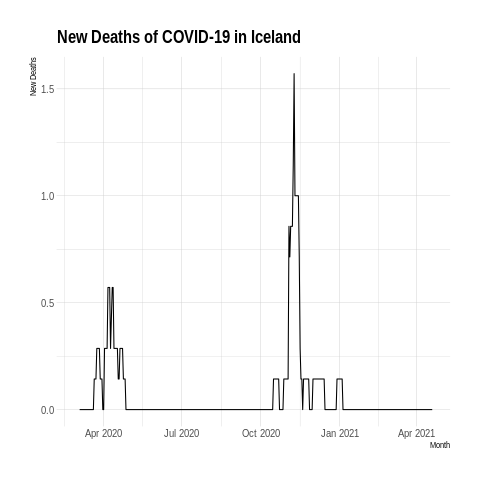 New Deaths of COVID-19 in Iceland
New Deaths
1.5
1.0
0.5
0.0
Apr 2020 Jul 2020 Oct 2020 Jan 2021 Apr 2021
Month